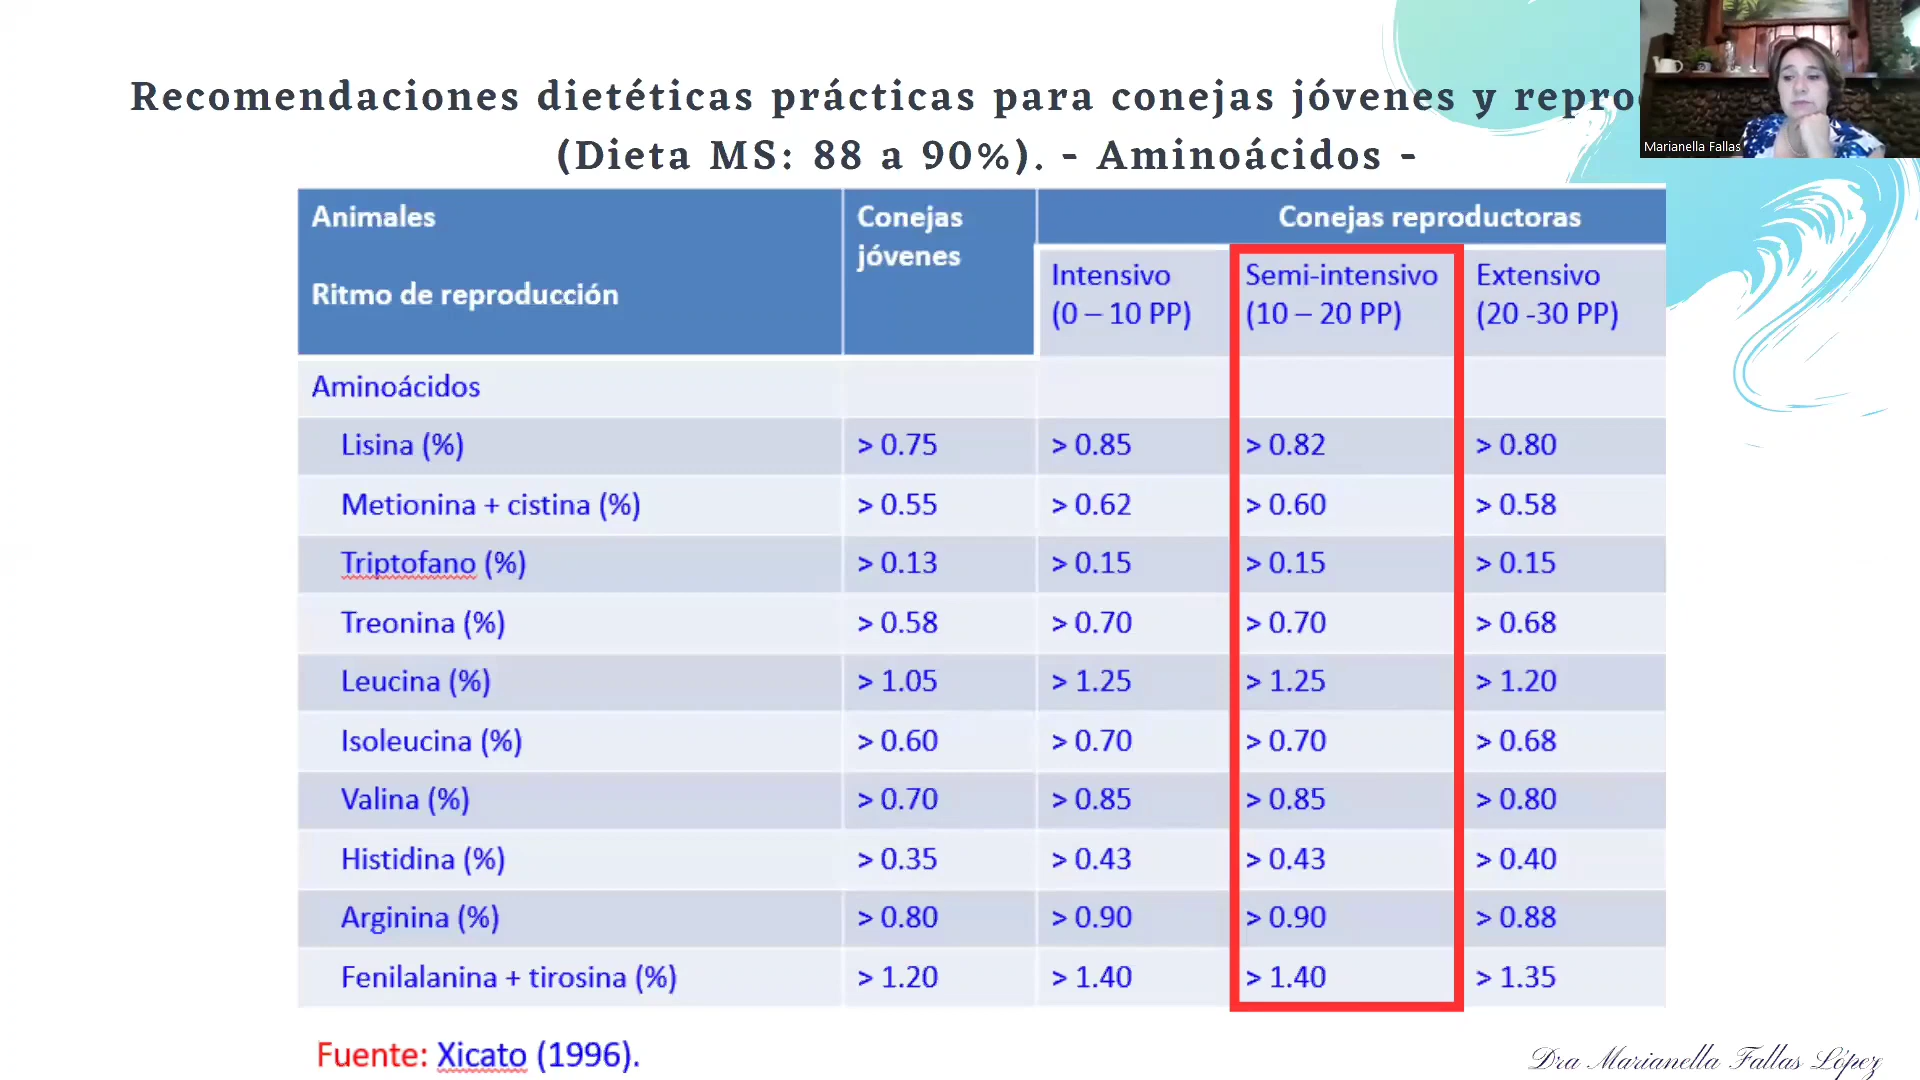 Recomendaciones dietéticas prácticas para conejas jóvenes y repro
(Dieta MS: 88 a 90%). - Aminoácidos -
Marianella Fallas
Animales
Ritmo de reproducción
Conejas
jóvenes
Conejas reproductoras
Intensivo
(0 – 10 PP)
Semi-intensivo
(10 – 20 PP)
Extensivo
(20 -30 PP)
Aminoácidos
Lisina (%) > 0.75 > 0.85 > 0.82 > 0.80
Metionina + cistina (%) > 0.55 > 0.62 > 0.60 > 0.58
Triptofano (%) > 0.13 > 0.15 > 0.15 > 0.15
Treonina (%) > 0.58 > 0.70 > 0.70 > 0.68
Leucina (%) > 1.05 > 1.25 > 1.25 > 1.20
Isoleucina (%) > 0.60 > 0.70 > 0.70 > 0.68
Valina (%) > 0.70 > 0.85 > 0.85 > 0.80
Histidina (%) > 0.35 > 0.43 > 0.43 > 0.40
Arginina (%) > 0.80 > 0.90 > 0.90 > 0.88
Fenilalanina + tirosina (%) > 1.20 > 1.40 > 1.40 > 1.35
Fuente: Xicato (1996).
Dra Marianella Fallas López